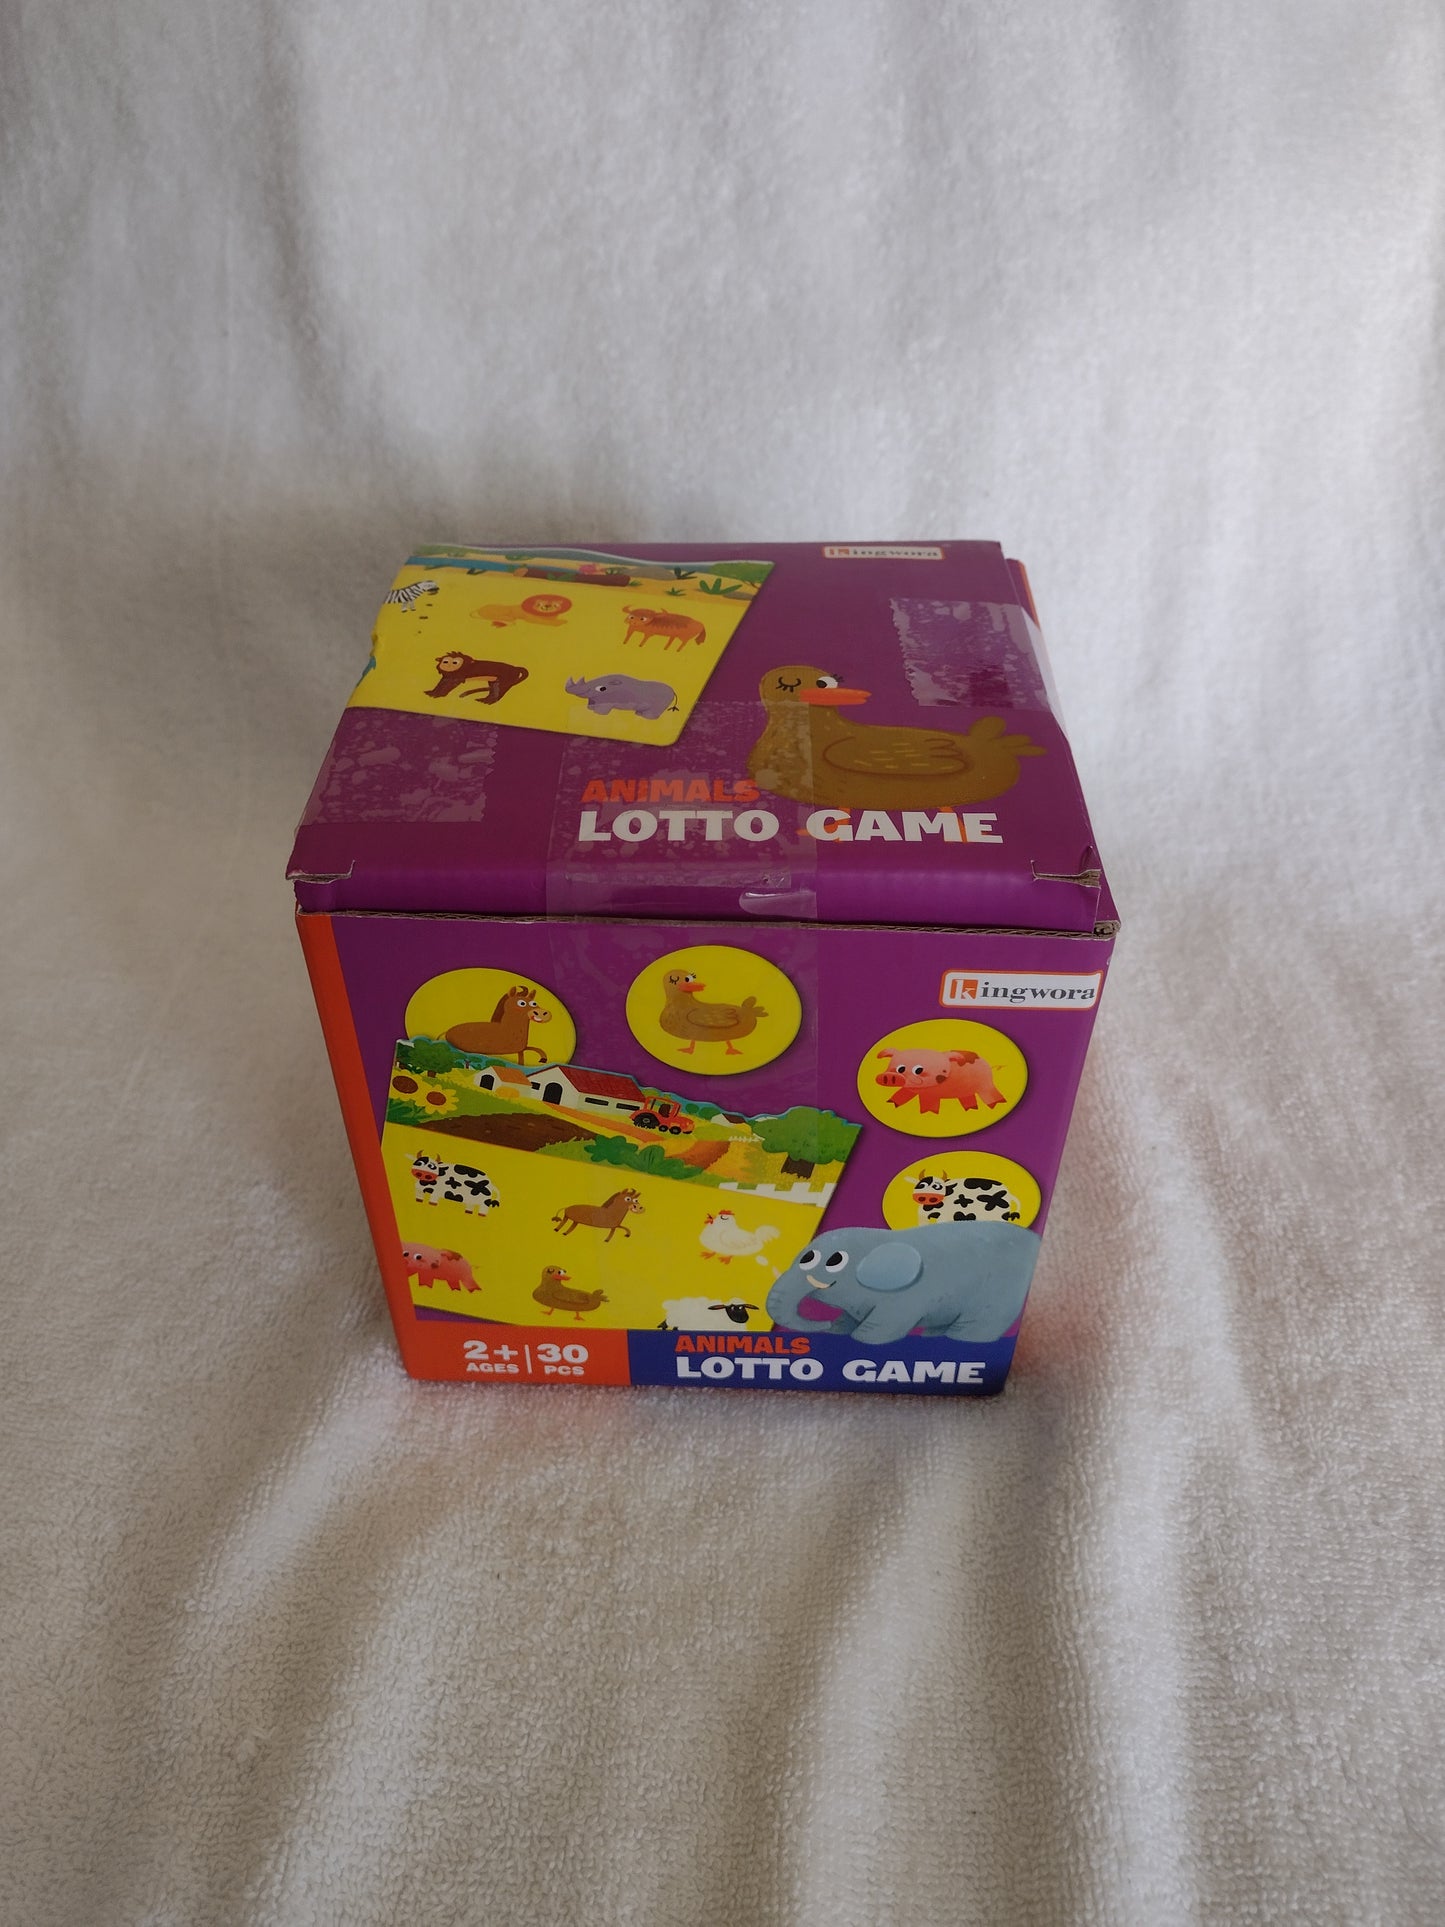 kingwora
ANIMALS
LOTTO GAME
kingwora
2+ | 30
AGES | PCS
ANIMALS
LOTTO GAME